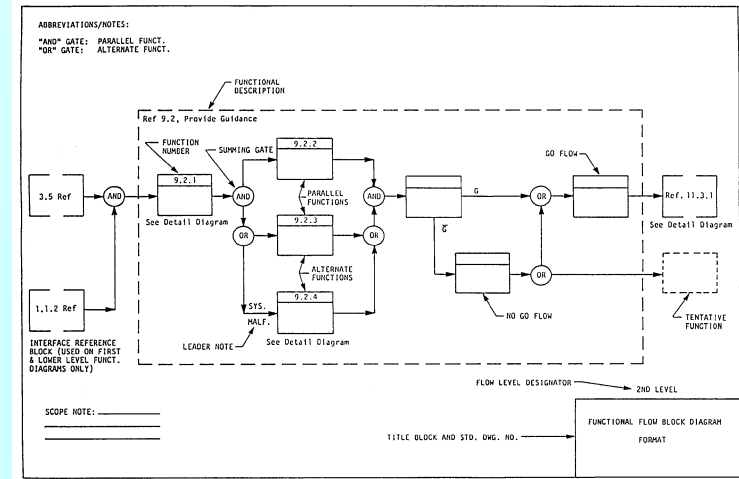 ABBREVIATIONS/NOTES:
"AND" GATE: PARALLEL FUNCT.
"OR" GATE: ALTERNATE FUNCT.
FUNCTIONAL
DESCRIPTION
Ref 9.2, Provide Guidance
FUNCTION
NUMBER
SUMMING GATE
9.2.2
GO FLOW
9.2.1
3.5 Ref
AND
AND
PARALLEL
FUNCTIONS
AND
G
OR
Ref. 11.3.1
See Detail Diagram
See Detail Diagram
9.2.3
OR
OR
G̅
ALTERNATE
FUNCTIONS
OR
9.2.4
1.1.2 Ref
SYS.
MALF.
LEADER NOTE
See Detail Diagram
NO GO FLOW
TENTATIVE
FUNCTION
INTERFACE REFERENCE
BLOCK (USED ON FIRST
& LOWER LEVEL FUNCT.
DIAGRAMS ONLY)
FLOW LEVEL DESIGNATOR
2ND LEVEL
SCOPE NOTE:
TITLE BLOCK AND STD. DWG. NO.
FUNCTIONAL FLOW BLOCK DIAGRAM
FORMAT